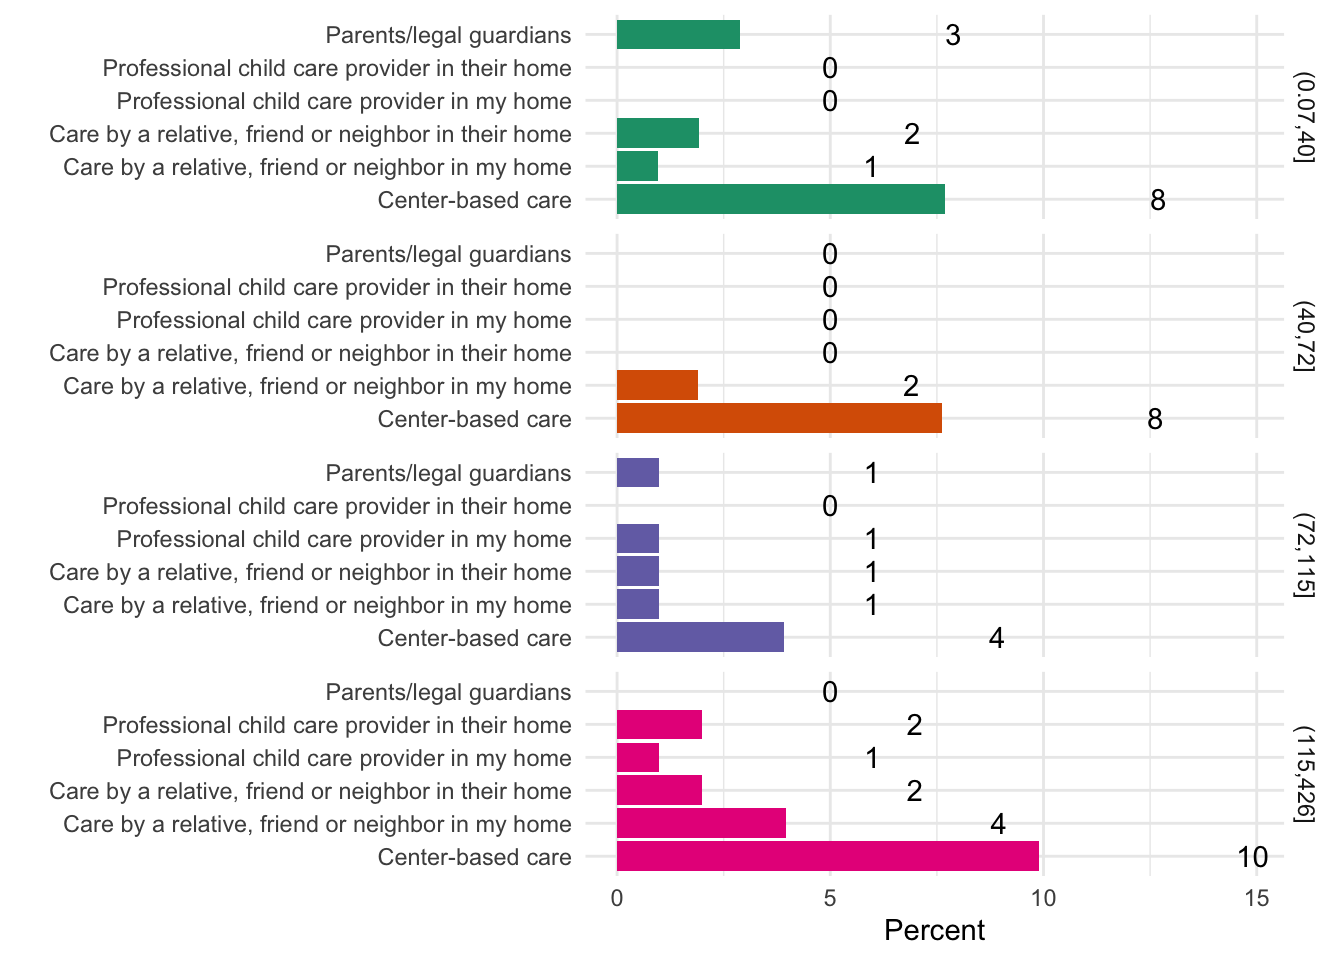 Parents/legal guardians 3
Professional child care provider in their home 0
Professional child care provider in my home 0
Care by a relative, friend or neighbor in their home 2
Care by a relative, friend or neighbor in my home 1
Center-based care 8
(0.07,40]
Parents/legal guardians 0
Professional child care provider in their home 0
Professional child care provider in my home 0
Care by a relative, friend or neighbor in their home 0
Care by a relative, friend or neighbor in my home 2
Center-based care 8
(40,72]
Parents/legal guardians 1
Professional child care provider in their home 0
Professional child care provider in my home 1
Care by a relative, friend or neighbor in their home 1
Care by a relative, friend or neighbor in my home 1
Center-based care 4
(72,115]
Parents/legal guardians 0
Professional child care provider in their home 2
Professional child care provider in my home 1
Care by a relative, friend or neighbor in their home 2
Care by a relative, friend or neighbor in my home 4
Center-based care 10
(115,426]
0 5 10 15
Percent